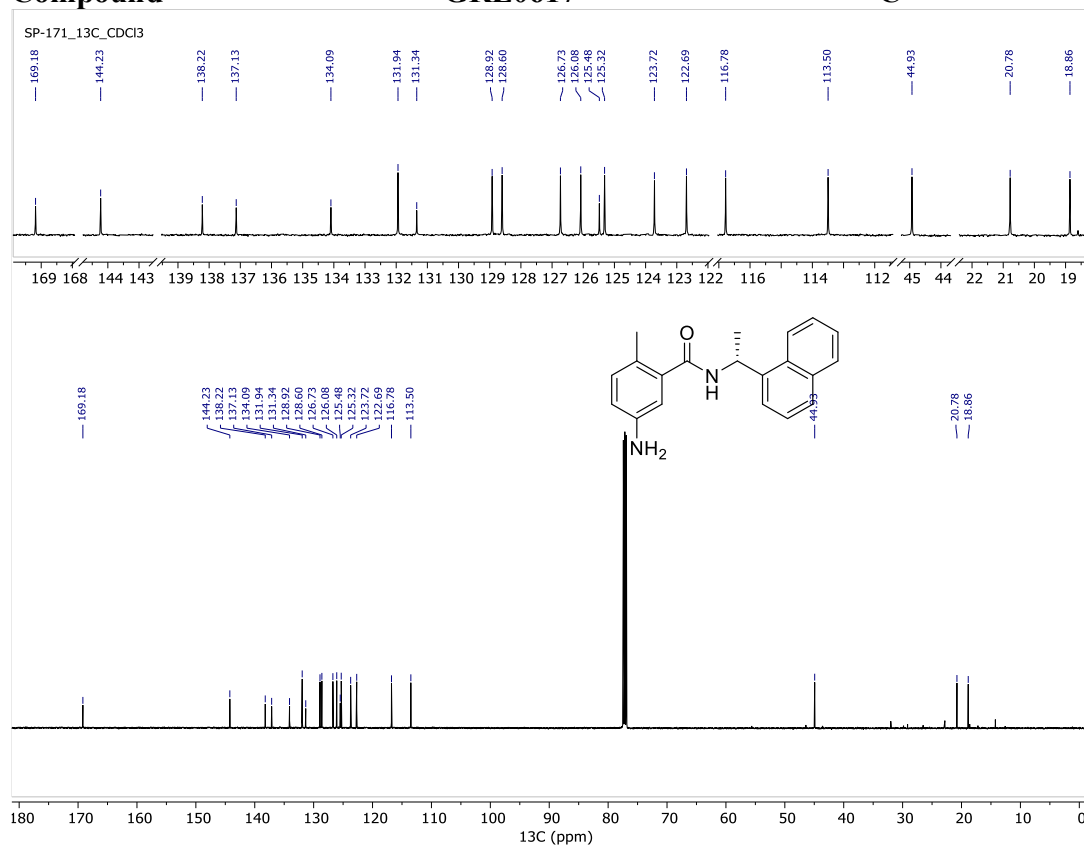 Compound GRL0617 C
SP-171_13C_CDCl3
169.18 144.23 138.22 137.13 134.09 131.94 131.34 128.92 128.60 126.73 126.08 125.48 125.32 123.72 122.69 116.78 113.50 44.93 20.78 18.86
169 168 144 143 139 138 137 136 135 134 133 132 131 130 129 128 127 126 125 124 123 122 116 112 45 44 22 21 20 19
O
N
H
NH2
169.18 144.23 138.22 137.13 134.09 131.94 131.34 128.92 128.60 126.73 126.08 125.48 125.32 123.72 122.69 116.78 113.50 44.93 20.78 18.86
180 170 160 150 140 130 120 110 100 90 80 70 60 50 40 30 20 10 0
13C (ppm)